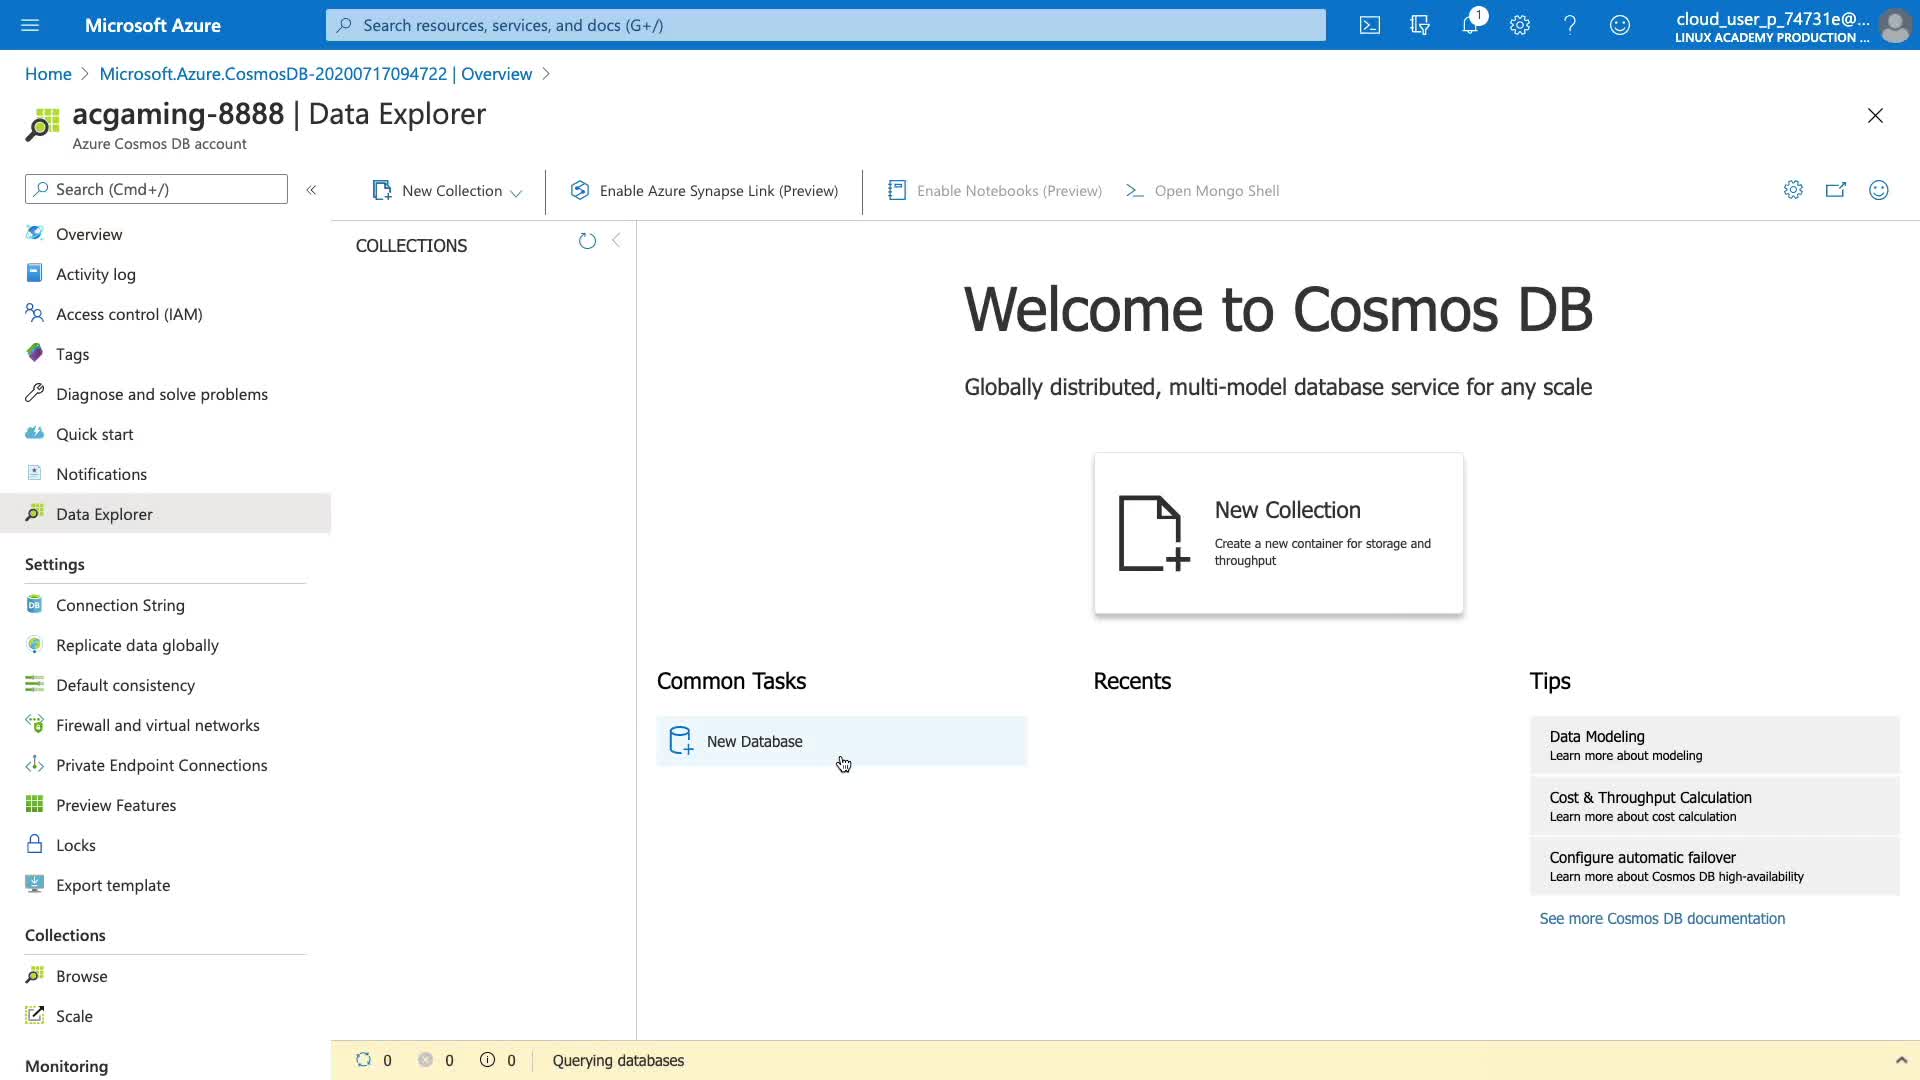 Microsoft Azure
Search resources, services, and docs (G+/)
1
cloud_user_p_74731e@...
LINUX ACADEMY PRODUCTION ...
Home
Microsoft.Azure.CosmosDB-20200717094722 | Overview
acgaming-8888 | Data Explorer
Azure Cosmos DB account
Search (Cmd+/)
«
New Collection
Enable Azure Synapse Link (Preview)
Enable Notebooks (Preview)
Open Mongo Shell
Overview
Activity log
Access control (IAM)
Tags
Diagnose and solve problems
Quick start
Notifications
Data Explorer
Settings
Connection String
Replicate data globally
Default consistency
Firewall and virtual networks
Private Endpoint Connections
Preview Features
Locks
Export template
Collections
Browse
Scale
Monitoring
COLLECTIONS
Welcome to Cosmos DB
Globally distributed, multi-model database service for any scale
New Collection
Create a new container for storage and
throughput
Common Tasks
New Database
Recents
Tips
Data Modeling
Learn more about modeling
Cost & Throughput Calculation
Learn more about cost calculation
Configure automatic failover
Learn more about Cosmos DB high-availability
See more Cosmos DB documentation
0 0 0 Querying databases